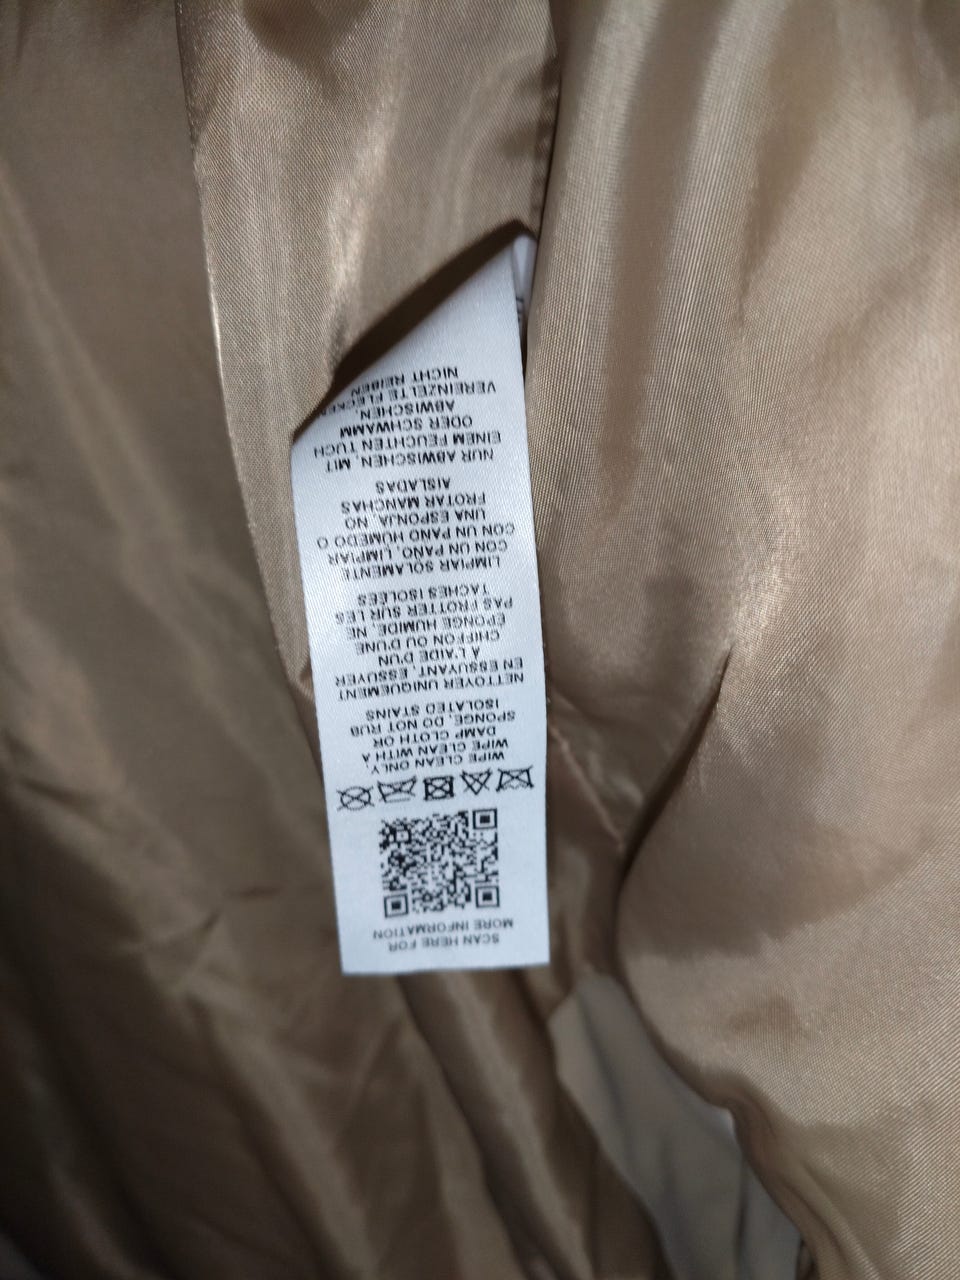 SCAN HERE FOR
MORE INFORMATION
WIPE CLEAN ONLY,
WIPE CLEAN WITH A
DAMP CLOTH OR
SPONGE, DO NOT RUB
ISOLATED STAINS
NETTOYER UNIQUEMENT
EN ESSUYANT, ESSUYER
À L'AIDE D'UN
CHIFFON OU D'UNE
ÉPONGE HUMIDE, NE
PAS FROTTER SUR LES
TACHES ISOLÉES
LIMPIAR SOLAMENTE
CON UN PANO, LIMPIAR
CON UN PANO HÚMEDO O
UNA ESPONJA, NO
FROTAR MANCHAS
AISLADAS
NUR ABWISCHEN, MIT
EINEM FEUCHTEN TUCH
ODER SCHWAMM
ABWISCHEN,
VEREINZELTE FLECKEN
NICHT REIBEN